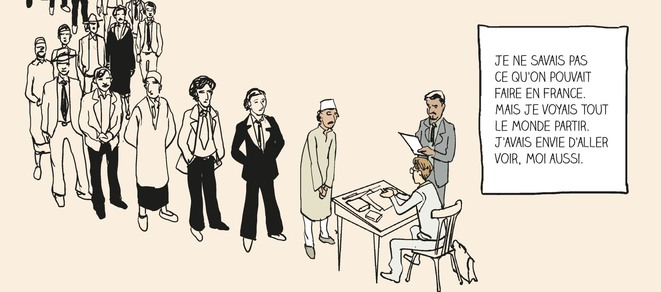 JE NE SAVAIS PAS
CE QU'ON POUVAIT
FAIRE EN FRANCE.
MAIS JE VOYAIS TOUT
LE MONDE PARTIR.
J'AVAIS ENVIE D'ALLER
VOIR, MOI AUSSI.